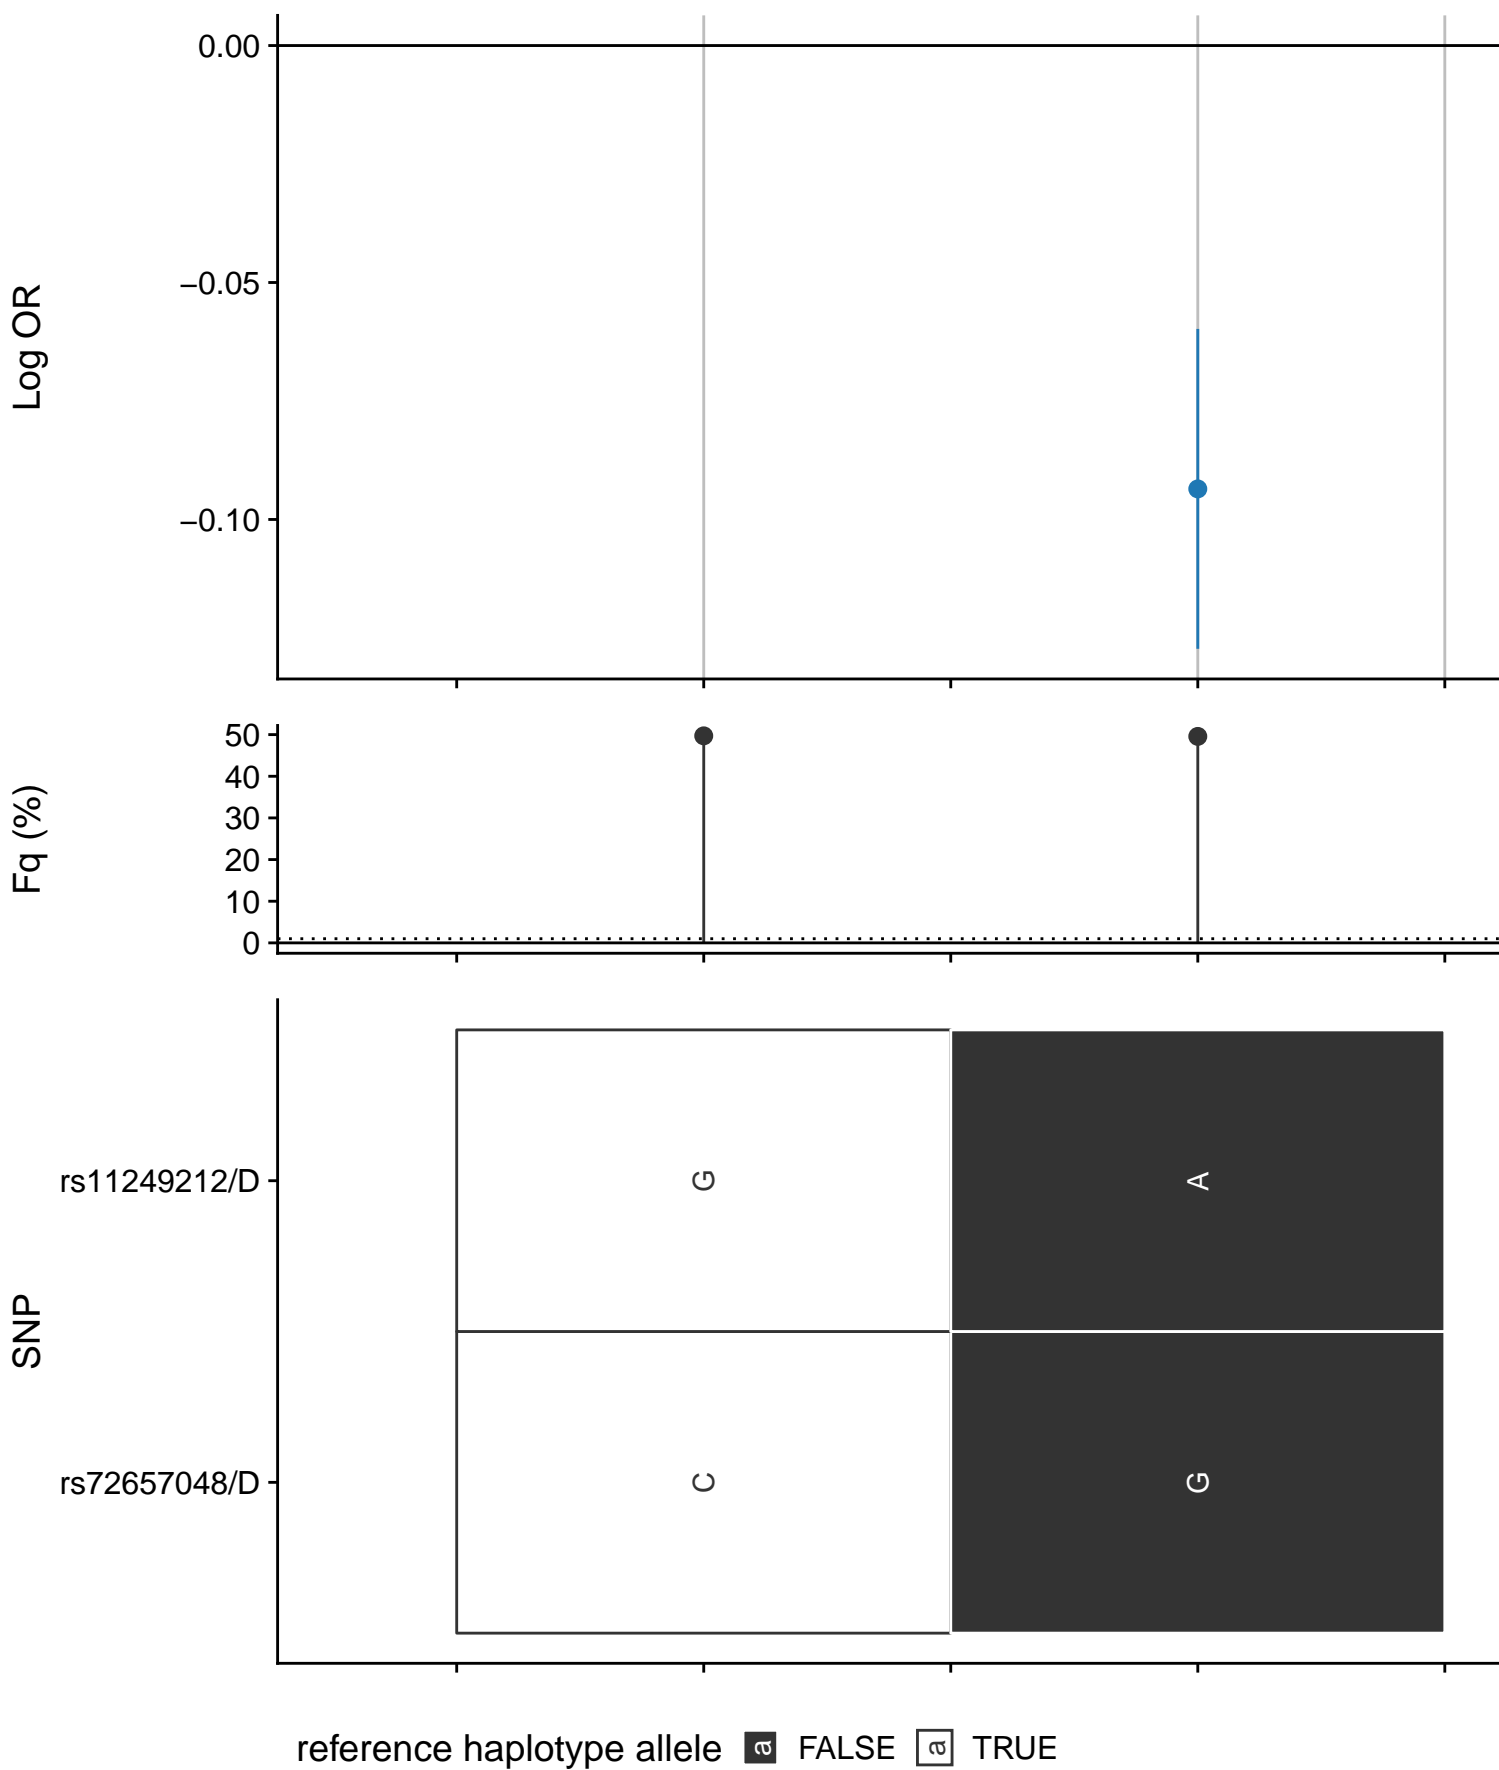 Log OR
0.00
−0.05
−0.10
Fq (%)
50
40
30
20
10
0
SNP
rs11249212/D
G
A
rs72657048/D
C
G
reference haplotype allele a FALSE a TRUE